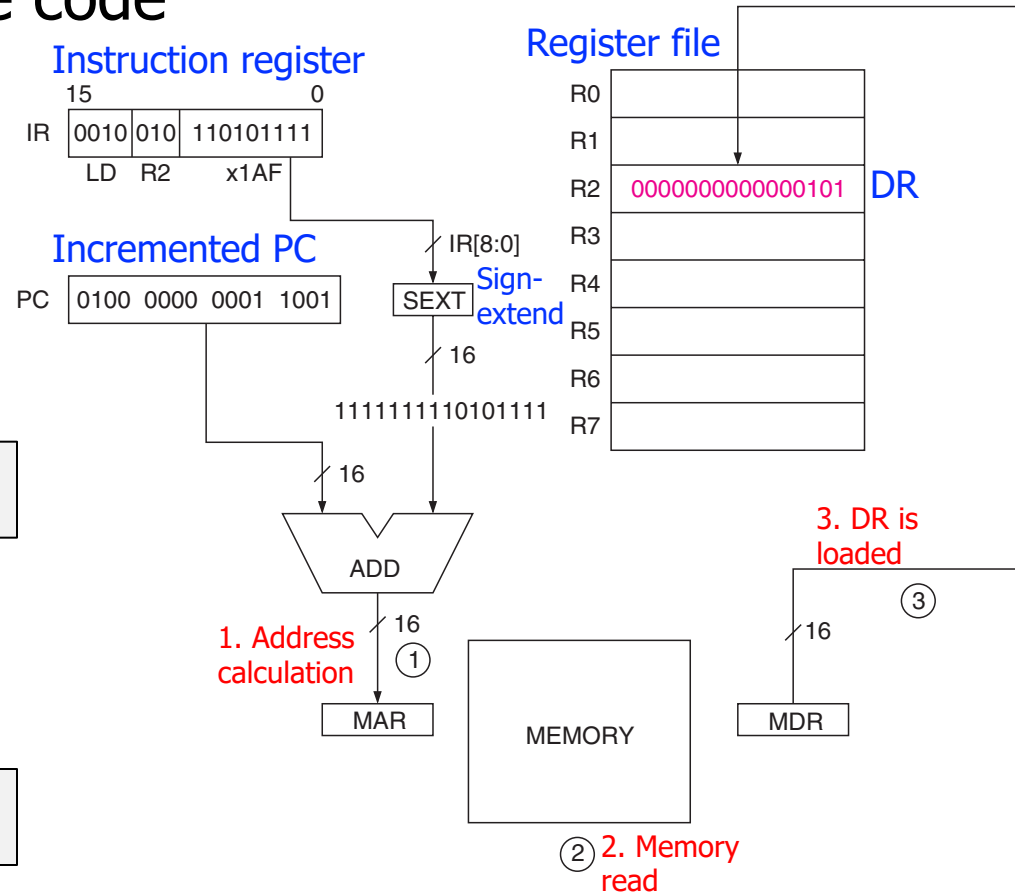 code
Instruction register
15 0
IR 0010 010 110101111
LD R2 x1AF
Incremented PC
PC 0100 0000 0001 1001
IR[8:0]
SEXT
Sign-
extend
16
1111111110101111
16
ADD
1. Address
calculation
16
1
MAR
MEMORY
2
2. Memory
read
Register file
R0
R1
R2 0000000000000101 DR
R3
R4
R5
R6
R7
3. DR is
loaded
3
16
MDR